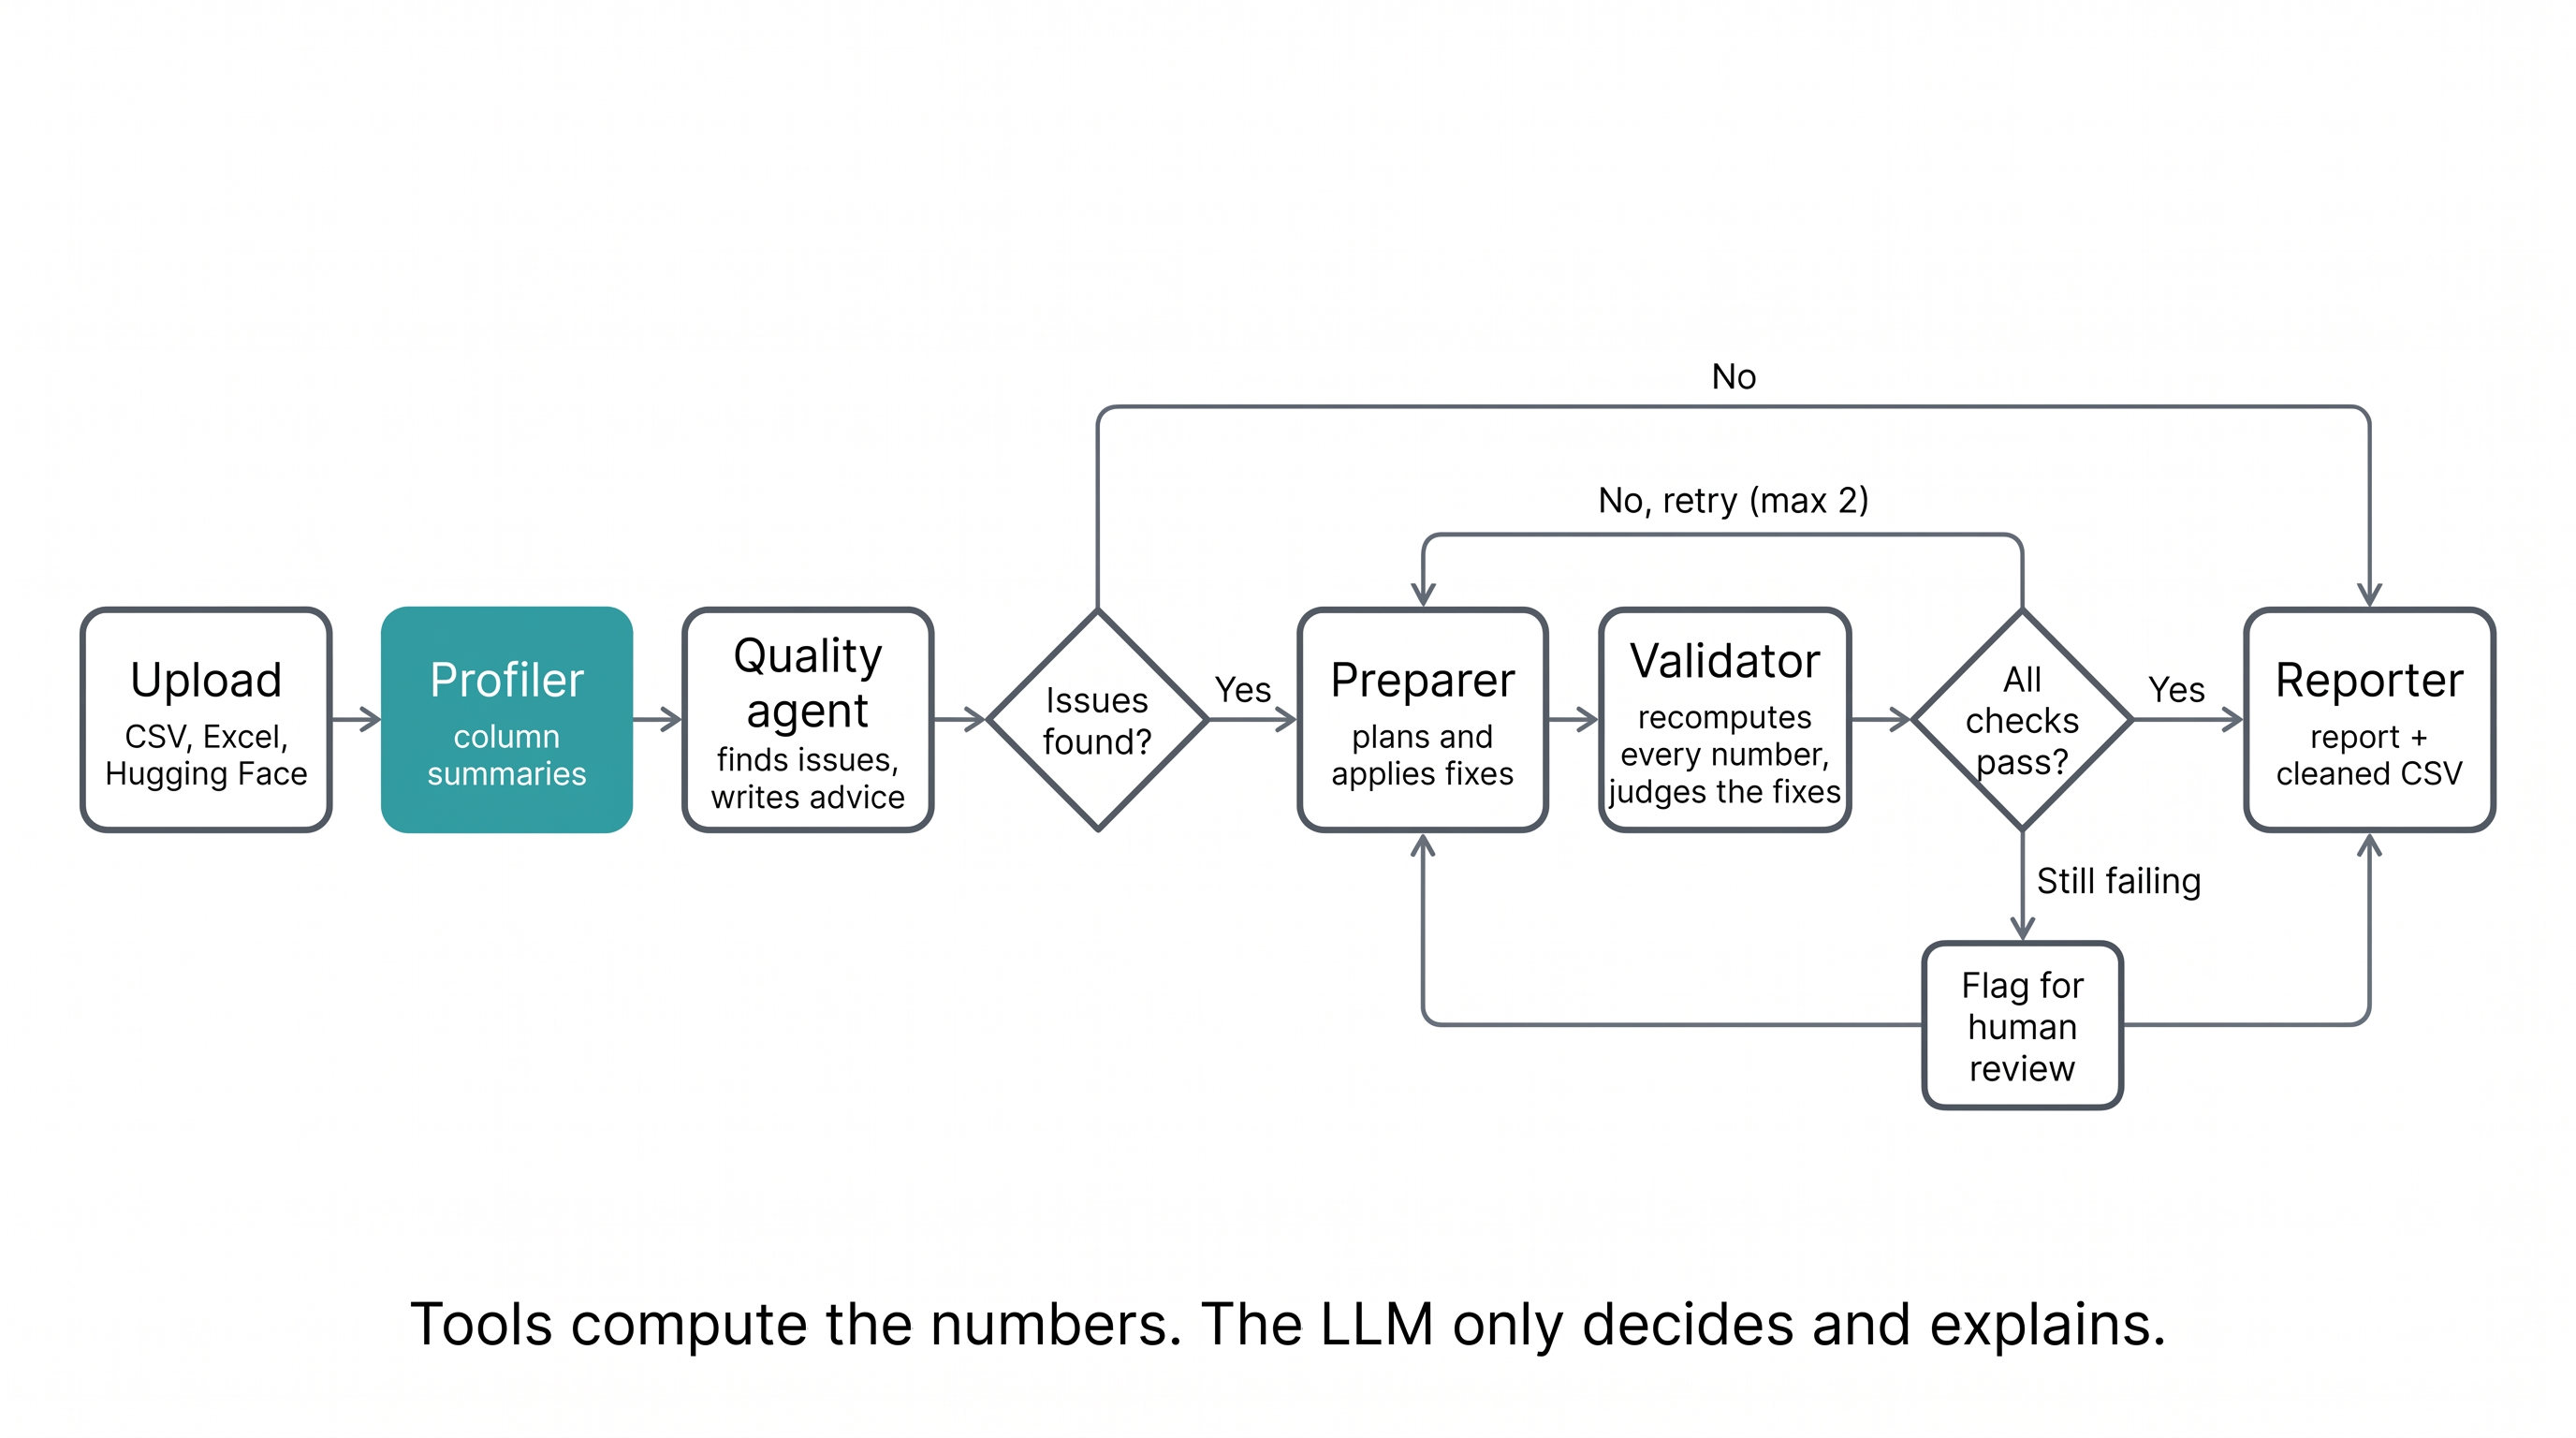 No
No, retry (max 2)
Upload
CSV, Excel,
Hugging Face
Profiler
column
summaries
Quality
agent
finds issues,
writes advice
Issues
found?
Yes
Preparer
plans and
applies fixes
Validator
recomputes
every number,
judges the fixes
All
checks
pass?
Yes
Reporter
report +
cleaned CSV
Still failing
Flag for
human
review
Tools compute the numbers. The LLM only decides and explains.